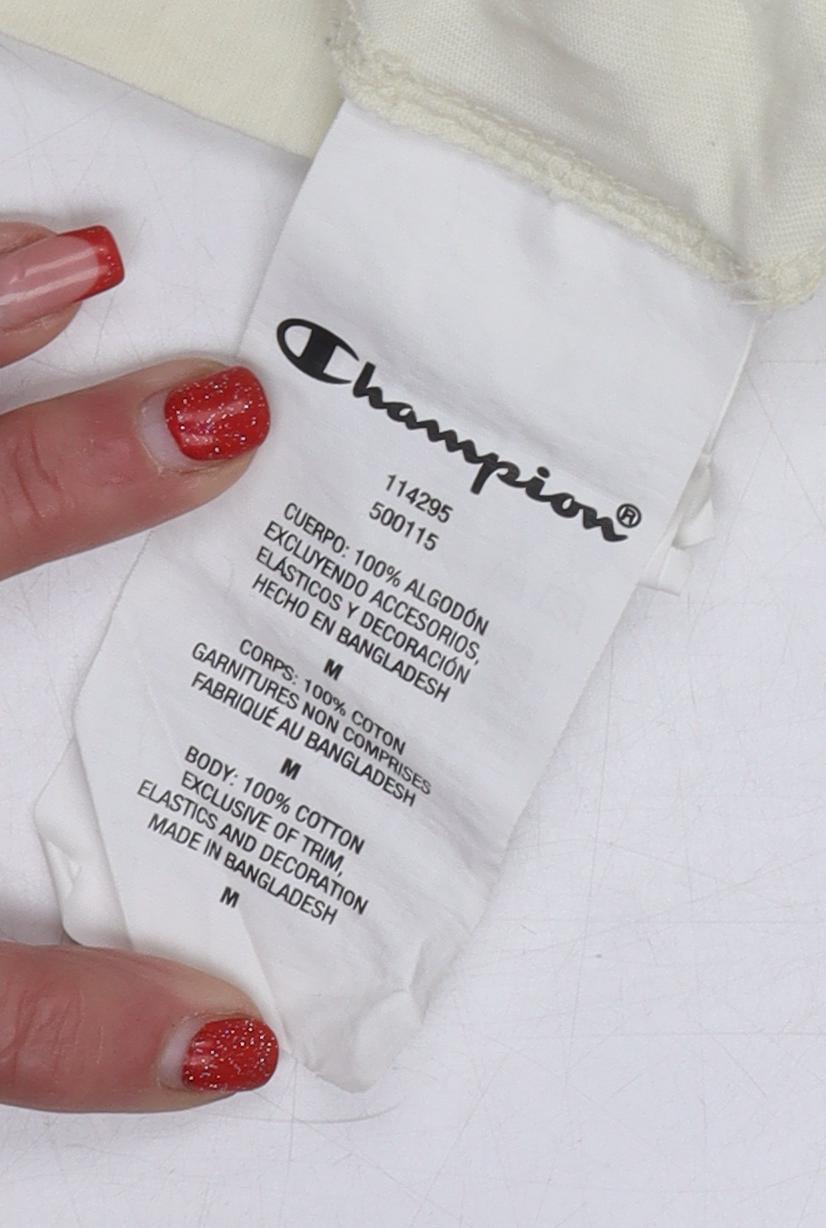 Champion®
114295
500115
CUERPO: 100% ALGODÓN
EXCLUYENDO ACCESORIOS,
ELÁSTICOS Y DECORACIÓN
HECHO EN BANGLADESH
M
CORPS: 100% COTON
GARNITURES NON COMPRISES
FABRIQUÉ AU BANGLADESH
M
BODY: 100% COTTON
EXCLUSIVE OF TRIM,
ELASTICS AND DECORATION
MADE IN BANGLADESH
M